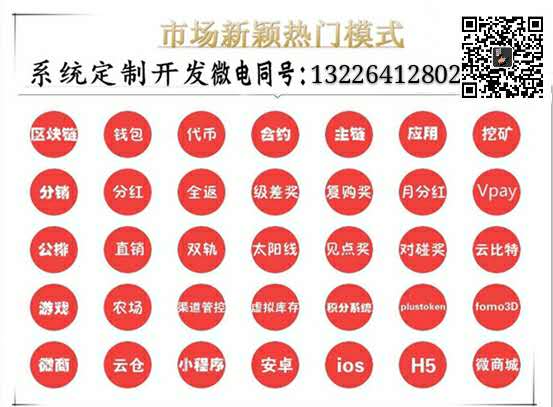 市场新颖热门模式
系统定制开发微电同号:13226412802
区块链 钱包 代币 合约 主链 应用 挖矿
分销 分红 全返 级差奖 复购奖 月分红 Vpay
公排 直销 双轨 太阳线 见点奖 对碰奖 云比特
游戏 农场 渠道管控 虚拟库存 积分系统 plustoken fomo3D
微商 云仓 小程序 安卓 ios H5 微商城